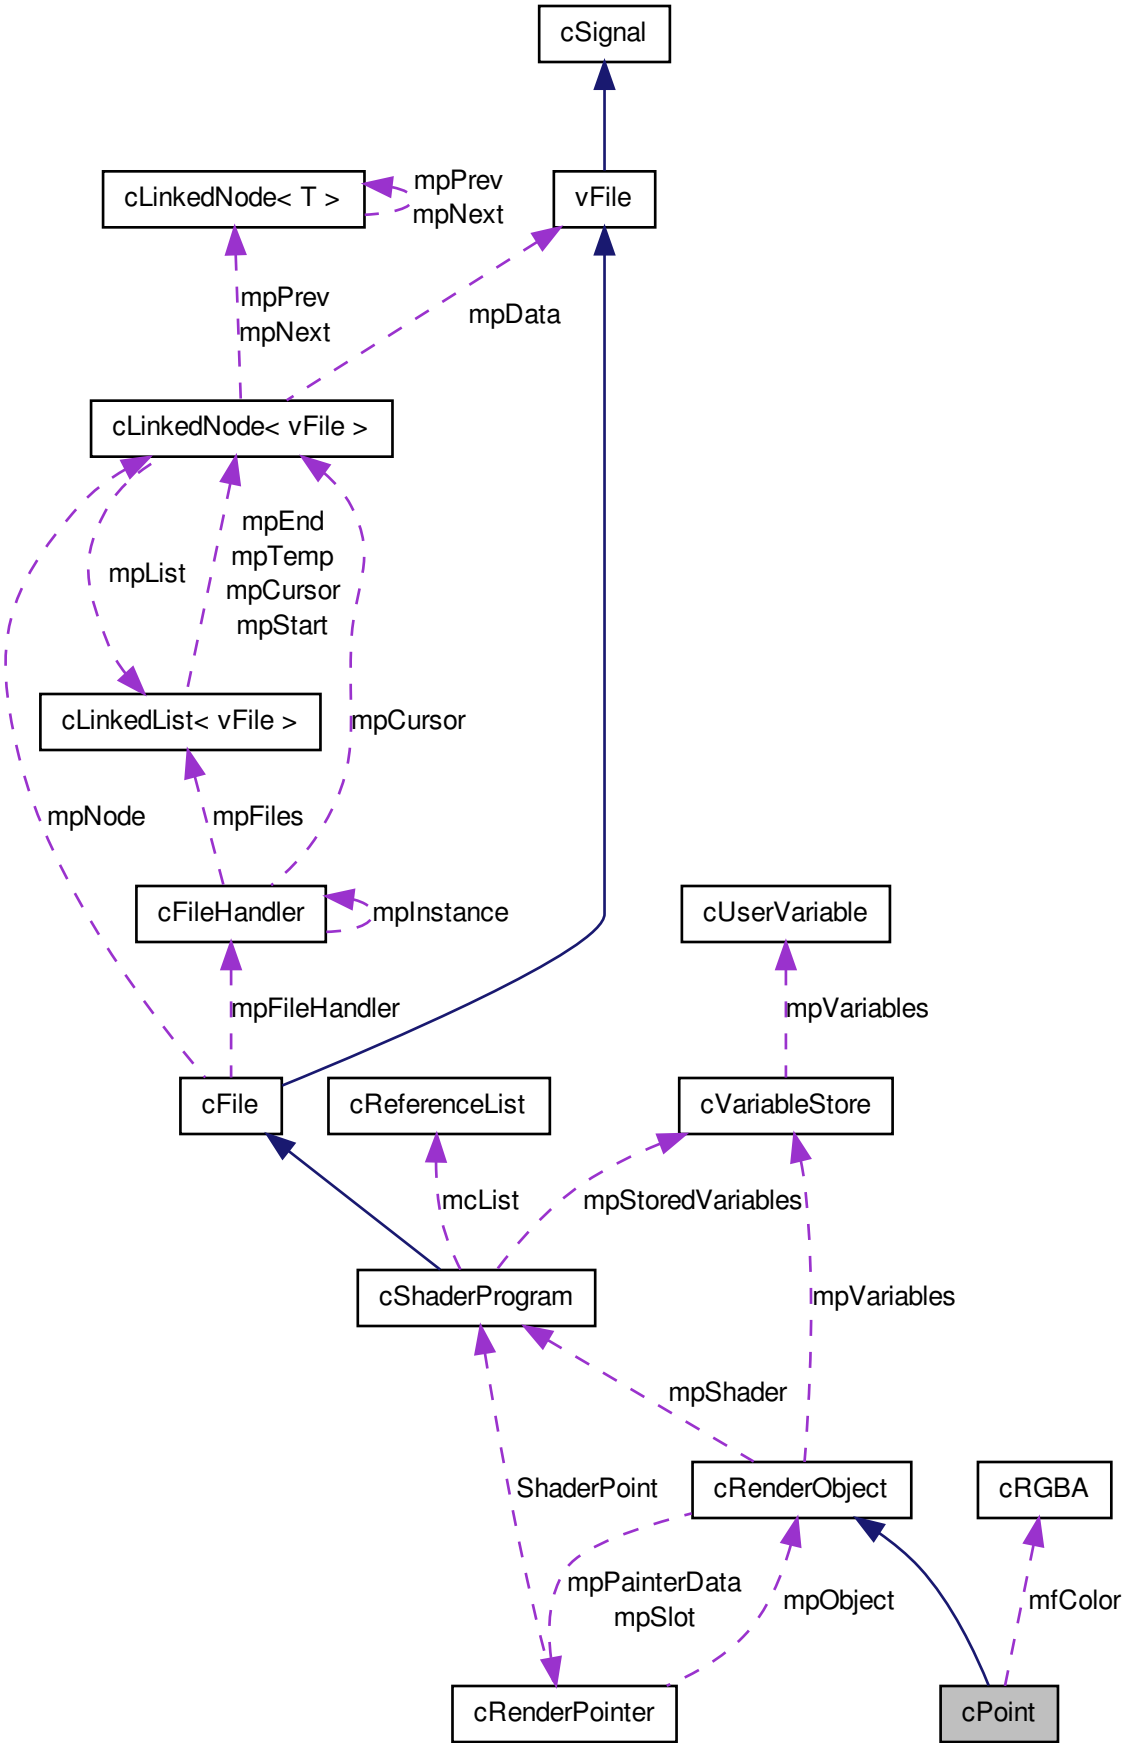 cSignal
cLinkedNode< T >
mpPrev
mpNext
vFile
mpPrev
mpNext
mpData
cLinkedNode< vFile >
mpList
mpEnd
mpTemp
mpCursor
mpStart
cLinkedList< vFile >
mpCursor
mpNode
mpFiles
cFileHandler
mpInstance
cUserVariable
mpFileHandler
mpVariables
cFile
cReferenceList
cVariableStore
mcList
mpStoredVariables
cShaderProgram
mpVariables
mpShader
ShaderPoint
cRenderObject
cRGBA
mpPainterData
mpSlot
mpObject
mfColor
cRenderPointer
cPoint